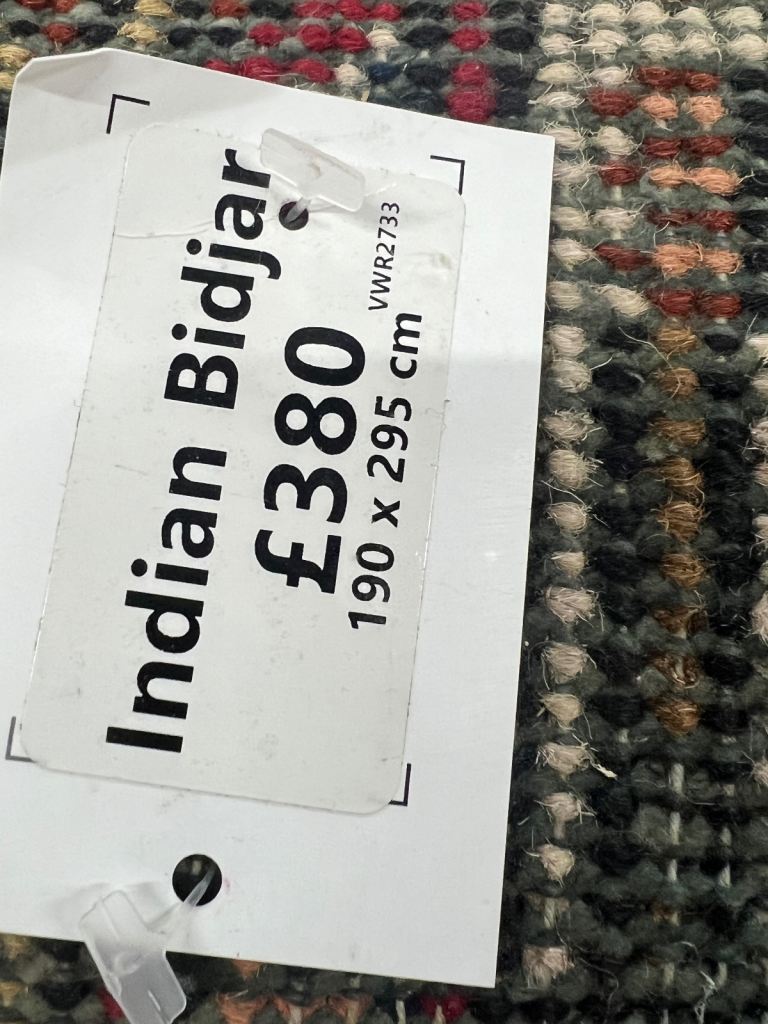 Indian Bidjar
£380
VWR2733
190 x 295 cm